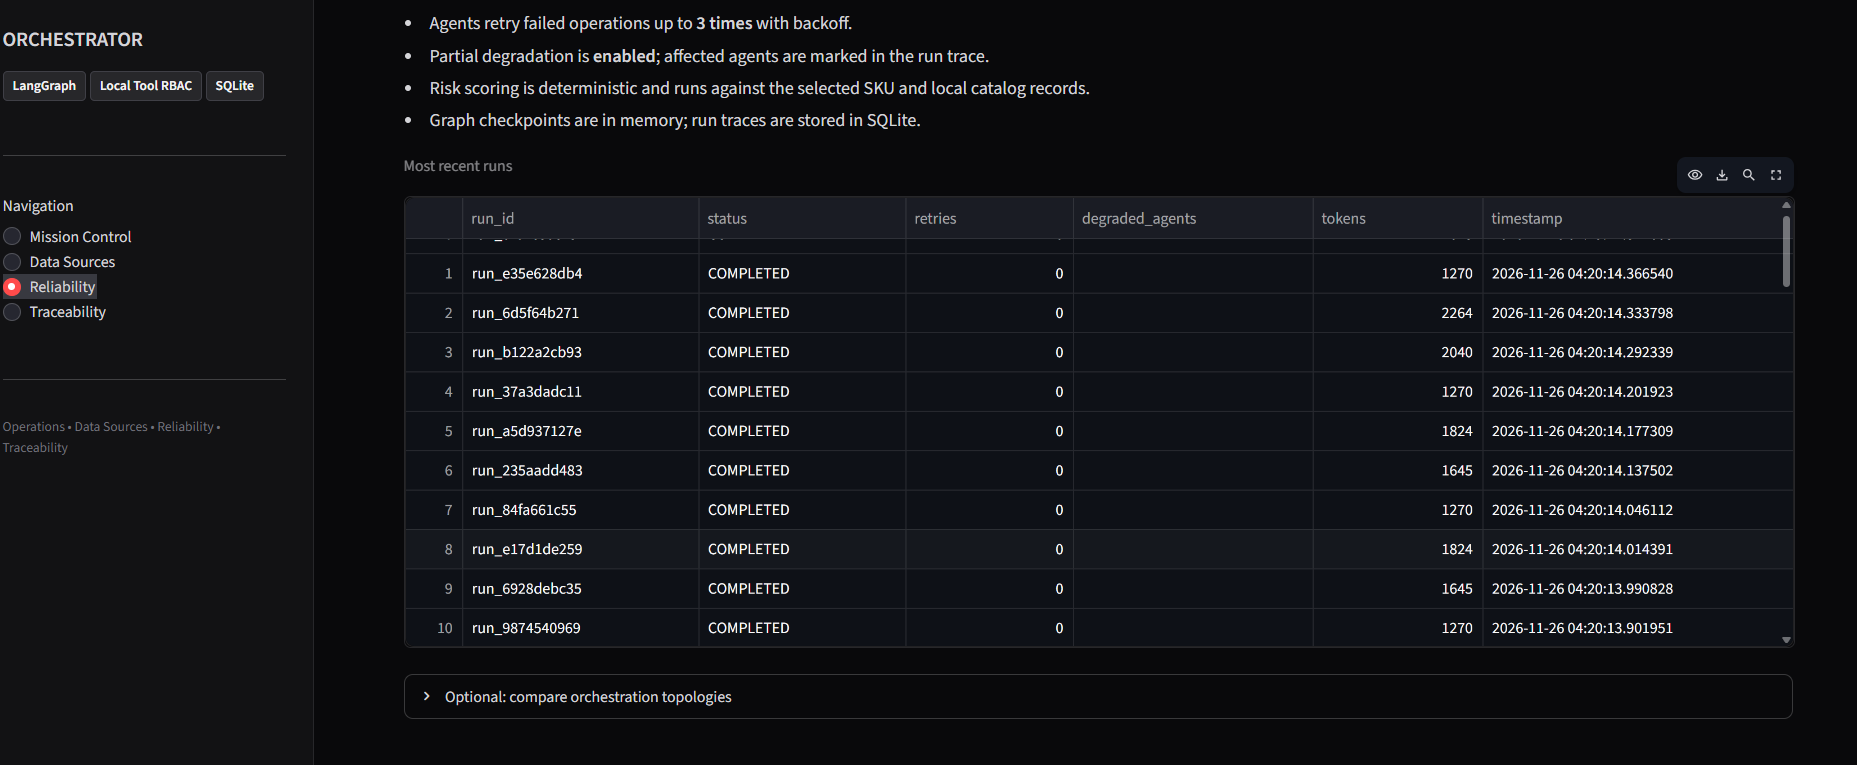 ORCHESTRATOR
LangGraph Local Tool RBAC SQLite
Navigation
Mission Control
Data Sources
Reliability
Traceability
Operations • Data Sources • Reliability •
Traceability
• Agents retry failed operations up to 3 times with backoff.
• Partial degradation is enabled; affected agents are marked in the run trace.
• Risk scoring is deterministic and runs against the selected SKU and local catalog records.
• Graph checkpoints are in memory; run traces are stored in SQLite.
Most recent runs
run_id status retries degraded_agents tokens timestamp
1 run_e35e628db4 COMPLETED 0 1270 2026-11-26 04:20:14.366540
2 run_6d5f64b271 COMPLETED 0 2264 2026-11-26 04:20:14.333798
3 run_b122a2cb93 COMPLETED 0 2040 2026-11-26 04:20:14.292339
4 run_37a3dadc11 COMPLETED 0 1270 2026-11-26 04:20:14.201923
5 run_a5d937127e COMPLETED 0 1824 2026-11-26 04:20:14.177309
6 run_235aadd483 COMPLETED 0 1645 2026-11-26 04:20:14.137502
7 run_84fa661c55 COMPLETED 0 1270 2026-11-26 04:20:14.046112
8 run_e17d1de259 COMPLETED 0 1824 2026-11-26 04:20:14.014391
9 run_6928debc35 COMPLETED 0 1645 2026-11-26 04:20:13.990828
10 run_9874540969 COMPLETED 0 1270 2026-11-26 04:20:13.901951
Optional: compare orchestration topologies